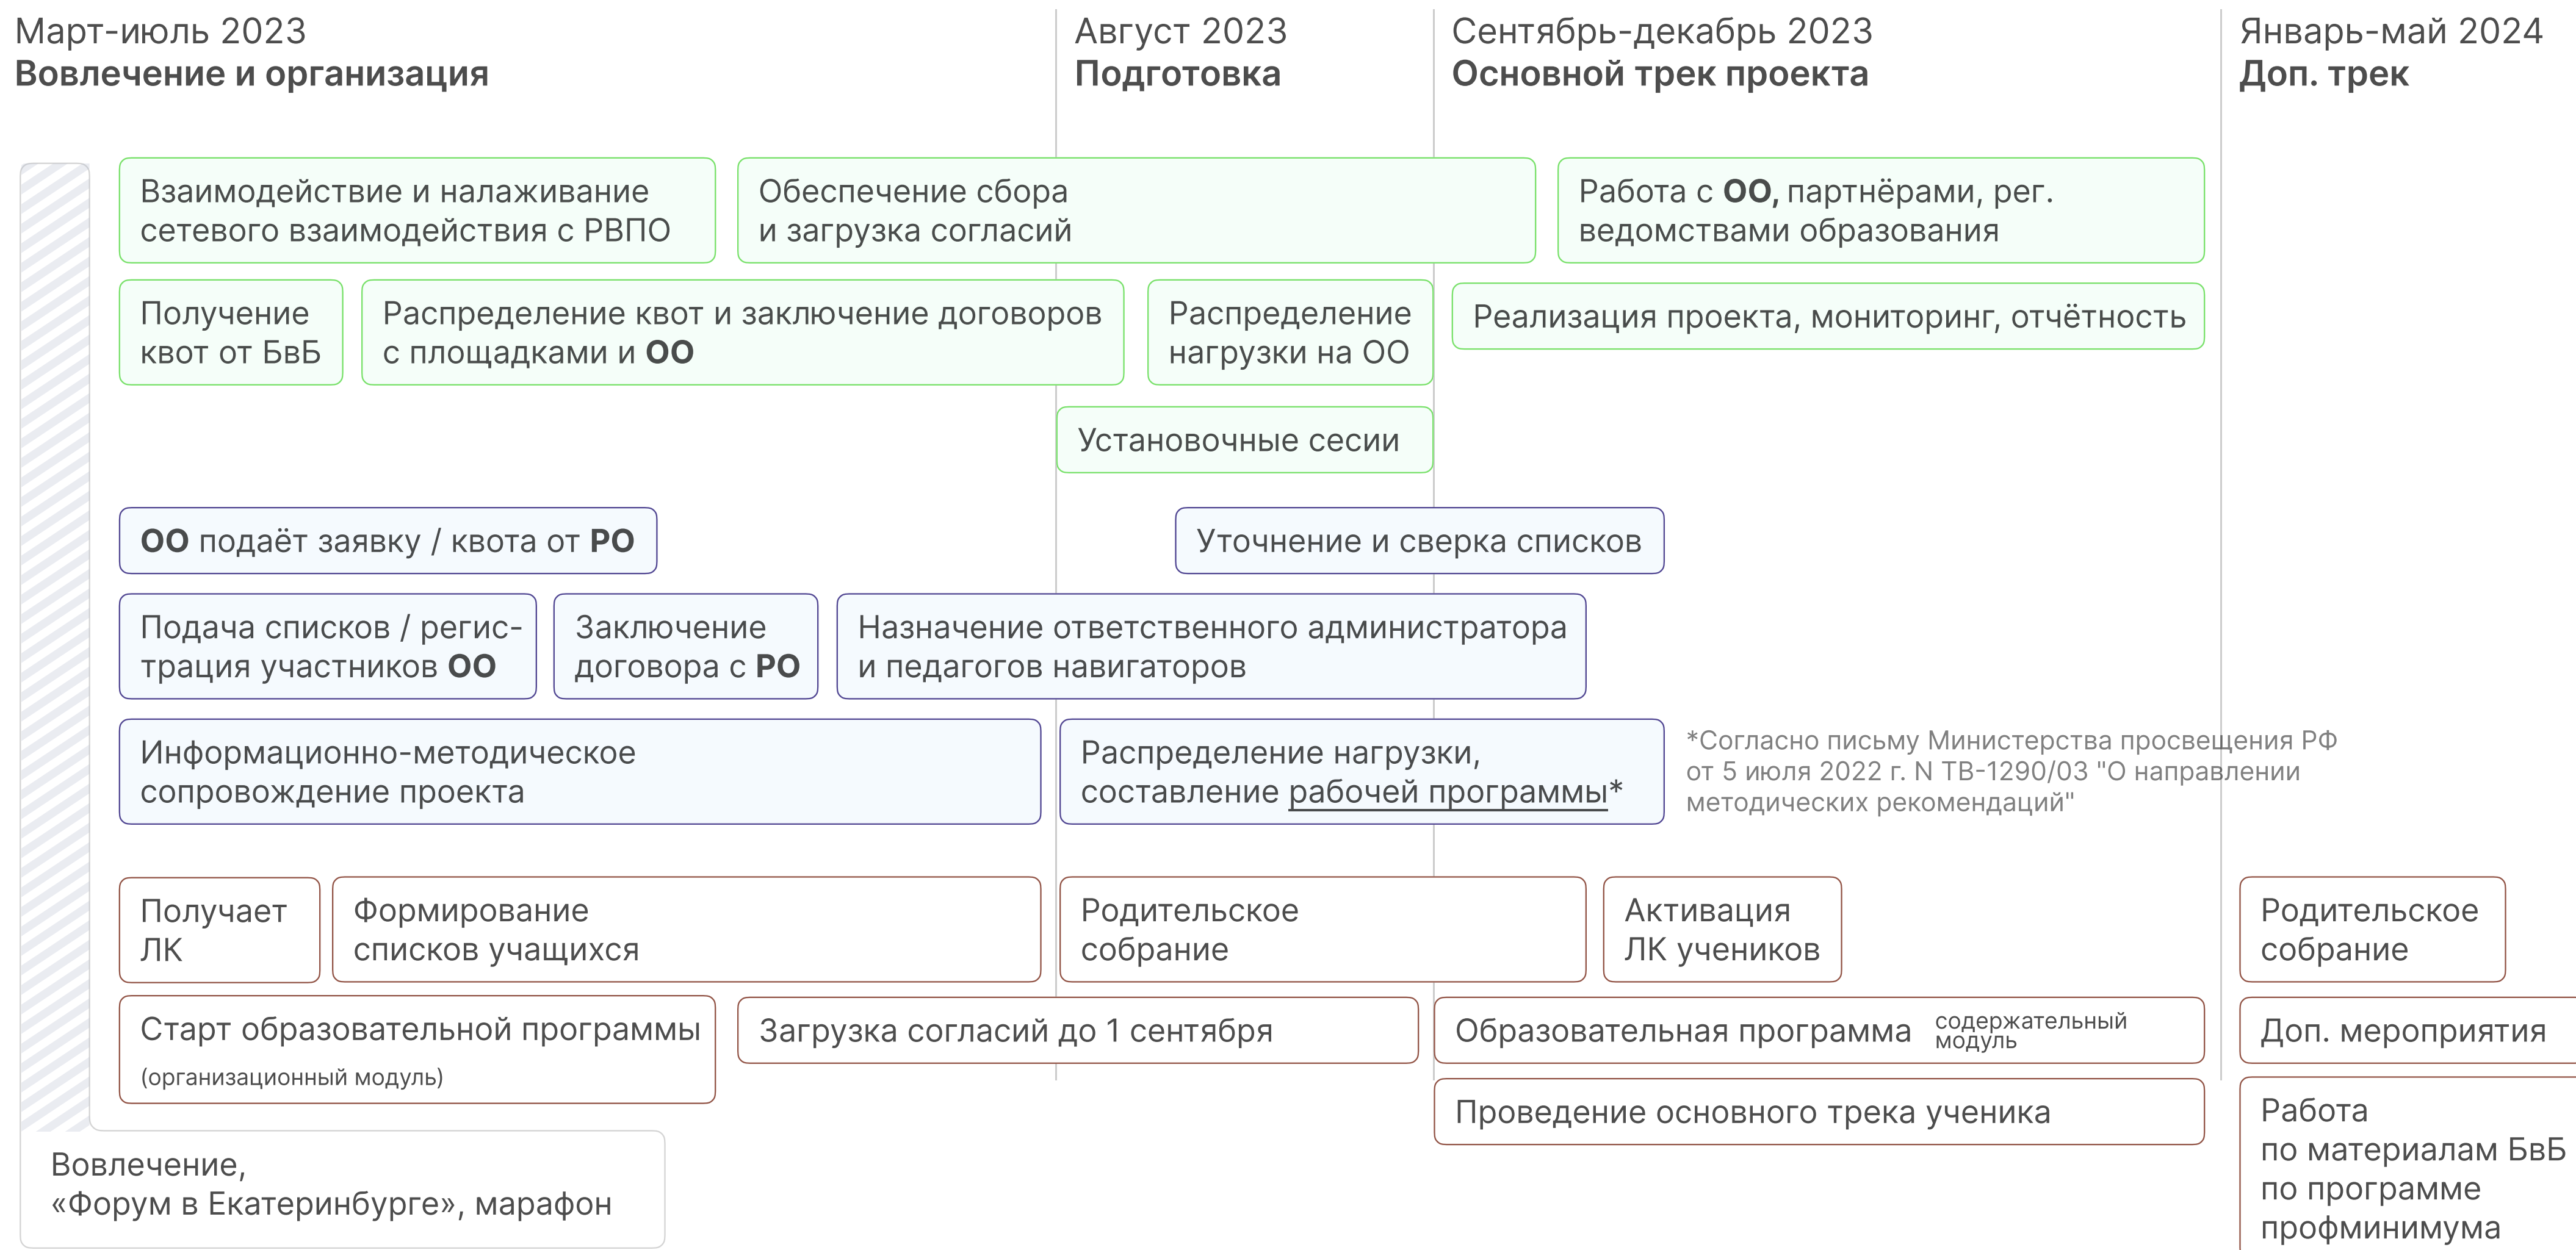 Март-июль 2023
Вовлечение и организация
Август 2023
Подготовка
Сентябрь-декабрь 2023
Основной трек проекта
Январь-май 2024
Доп. трек
Взаимодействие и налаживание
сетевого взаимодействия с РВПО
Обеспечение сбора
и загрузка согласий
Работа с ОО, партнёрами, рег.
ведомствами образования
Получение
квот от БвБ
Распределение квот и заключение договоров
с площадками и ОО
Распределение
нагрузки на ОО
Реализация проекта, мониторинг, отчётность
Установочные сесии
ОО подаёт заявку / квота от РО
Уточнение и сверка списков
Подача списков / регис-
трация участников ОО
Заключение
договора с РО
Назначение ответственного администратора
и педагогов навигаторов
Информационно-методическое
сопровождение проекта
Распределение нагрузки,
составление рабочей программы*
*Согласно письму Министерства просвещения РФ
от 5 июля 2022 г. N ТВ-1290/03 "О направлении
методических рекомендаций"
Получает
ЛК
Формирование
списков учащихся
Родительское
собрание
Активация
ЛК учеников
Родительское
собрание
Старт образовательной программы
(организационный модуль)
Загрузка согласий до 1 сентября
Образовательная программа
содержательный
модуль
Доп. мероприятия
Проведение основного трека ученика
Работа
по материалам БвБ
по программе
профминимума
Вовлечение,
«Форум в Екатеринбурге», марафон